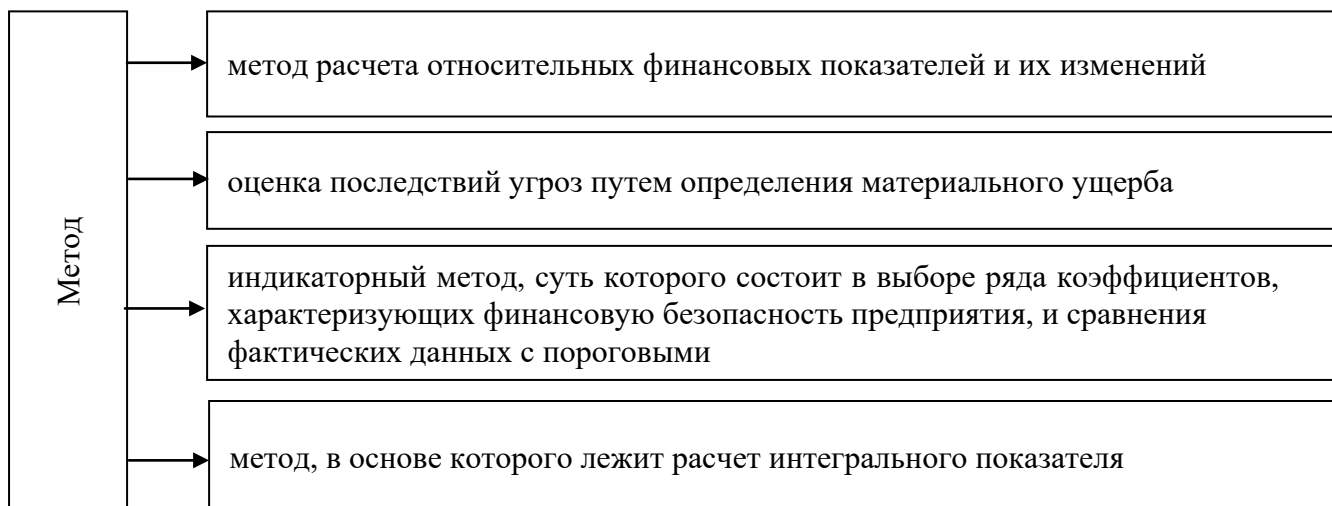 Метод
метод расчета относительных финансовых показателей и их изменений
оценка последствий угроз путем определения материального ущерба
индикаторный метод, суть которого состоит в выборе ряда коэффициентов,
характеризующих финансовую безопасность предприятия, и сравнения
фактических данных с пороговыми
метод, в основе которого лежит расчет интегрального показателя